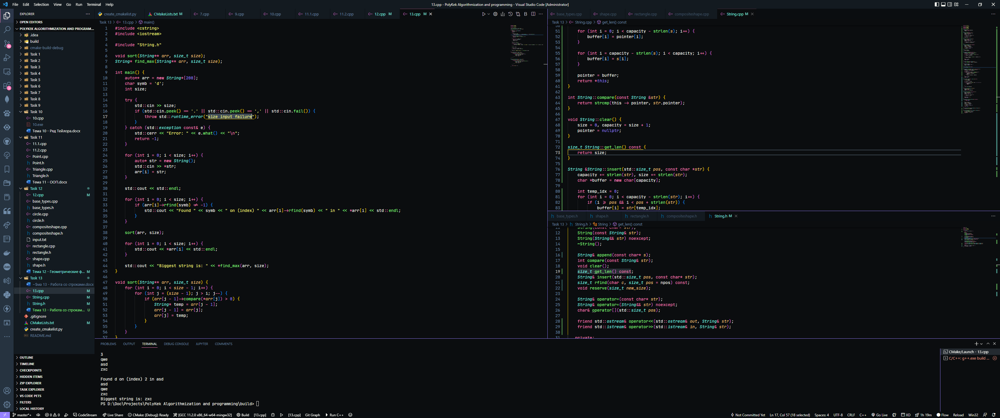 File Edit Selection View Go Run Terminal Help
13.cpp - PolyKek Algorithmization and programming - Visual Studio Code [Administrator]
EXPLORER
OPEN EDITORS
POLYKEK ALGORITHMIZATION AND PROGRAM...
.idea
build
cmake-build-debug
Task 1
Task 2
Task 3
Task 4
Task 5
Task 6
Task 7
Task 8
Task 9
Task 10
10.cpp
10.exe
Тема 10 - Ряд Тейлора.docx
Task 11
11.1.cpp
11.2.cpp
Point.cpp
Point.h
Triangle.cpp
Triangle.h
Тема 11 - ООП.docx
Task 12
12.cpp M
base_types.cpp
base_types.h
circle.cpp
circle.h
compositeshape.cpp
compositeshape.h
input.txt
rectangle.cpp
rectangle.h
shape.cpp
shape.h
Тема 12 - Геометрические ф... M
Task 13
~$ма 13 - Работа со строками.docx
13.cpp M
String.cpp M
String.h M
Тема 13 - Работа со строкам... U
.gitignore
CMakeLists.txt M
create_cmakelist.py
README.md
OUTLINE
TIMELINE
CHECKPOINTS
HIDDEN ITEMS
ZIP EXPLORER
TASK EXPLORER
VS CODE PETS
FILTERS
LOCAL HISTORY
create_cmakelist.py CMakeLists.txt M 7.cpp 9.cpp 10.cpp 11.1.cpp 11.2.cpp 12.cpp M 13.cpp M
Task 13 > 13.cpp > main()
1 #include <cstring>
2 #include <iostream>
3
4 #include "String.h"
5
6 void sort(String** arr, size_t size);
7 String* find_max(String** arr, size_t size);
8
9 int main() {
10 auto** arr = new String*[200];
11 char symb = 'd';
12 int size;
13
14 try {
15 std::cin >> size;
16 if (std::cin.peek() == '.' || std::cin.peek() == ',' || std::cin.fail()) {
17 throw std::runtime_error("size input failure");
18 }
19 } catch (std::exception const& e) {
20 std::cerr << "Error: " << e.what() << "\n";
21 return -1;
22 }
23
24 for (int i = 0; i < size; i++) {
25 auto* str = new String();
26 std::cin >> *str;
27 arr[i] = str;
28 }
29
30 std::cout << std::endl;
31
32 for (int i = 0; i < size; i++) {
33 if (arr[i]->rfind(symb) != -1) {
34 std::cout << "Found " << symb << " on (index) " << arr[i]->rfind(symb) << " in " << *arr[i] << std::endl;
35 }
36 }
37
38 sort(arr, size);
39
40 for (int i = 0; i < size; i++) {
41 std::cout << *arr[i] << std::endl;
42 }
43
44 std::cout << "Biggest string is: " << *find_max(arr, size);
45 }
46
47 void sort(String** arr, size_t size) {
48 for (int i = 0; i < size - 1; i++) {
49 for (int j = (size - 1); j > i; j--) {
50 if (arr[j - 1]->compare(*arr[j]) > 0) {
51 String* temp = arr[j - 1];
52 arr[j - 1] = arr[j];
53 arr[j] = temp;
54 }
55 }
56 }
57 }
base_types.cpp shape.cpp rectangle.cpp compositeshape.cpp String.cpp M
Task 13 > String.cpp > get_len() const
50
51 for (int i = 0; i < capacity - strlen(s); i++) {
52 buffer[i] = pointer[i];
53 }
54
55 for (int i = capacity - strlen(s); i < capacity; i++) {
56 buffer[i] = s[i];
57 }
58
59 pointer = buffer;
60 return *this;
61 }
62
63 int String::compare(const String &str) {
64 return strcmp(this -> pointer, str.pointer);
65 }
66
67 void String::clear() {
68 size = 0, capacity = size + 1;
69 pointer = nullptr;
70 }
71
72 size_t String::get_len() const {
73 return size;
74 }
75
76 String &String::insert(std::size_t pos, const char *str) {
77 capacity += strlen(str), size += strlen(str);
78 char *buffer = new char[capacity];
79
80 int temp_idx = 0;
81 for (int i = 0; i < capacity - strlen(str); i++) {
82 if (i >= pos && i < pos + strlen(str)) {
83 buffer[i] = str[temp_idx];
base_types.h shape.h rectangle.h compositeshape.h String.h M
Task 13 > String.h > String > get_len() const
11 String(const char* str);
12 String(const String& str);
13 String(String&& str) noexcept;
14 ~String();
15
16 String& append(const char* s);
17 int compare(const String& str);
18 void clear();
19 size_t get_len() const;
20 String& insert(std::size_t pos, const char* str);
21 size_t rfind(char c, size_t pos = npos) const;
22 void reserve(size_t new_size);
23
24 String& operator=(const char* str);
25 String& operator=(String&& str) noexcept;
26 char& operator[](std::size_t pos);
27
28 friend std::ostream& operator<<(std::ostream& out, String& str);
29 friend std::istream& operator>>(std::istream& in, String& str);
30
31 private:
PROBLEMS OUTPUT TERMINAL DEBUG CONSOLE JUPYTER COMMENTS
3
qwe
asd
zxc
Found d on (index) 2 in asd
asd
qwe
zxc
Biggest string is: zxc
PS D:\Doc\Projects\PolyKek Algorithmization and programming\build>
CMake/Launch - 13.cpp
C/C++: g++.exe build ...
master*+ 0 0 CodeStream Live Share CMake: [Debug]: Ready [GCC 11.2.0 x86_64-w64-mingw32] Build [13.cpp] [13.cpp] Git Graph Run C++
Not Committed Yet Ln 17, Col 57 (18 selected) Spaces: 4 UTF-8 CRLF C++ Go Live XD 1h 19m Flow Reload Win32